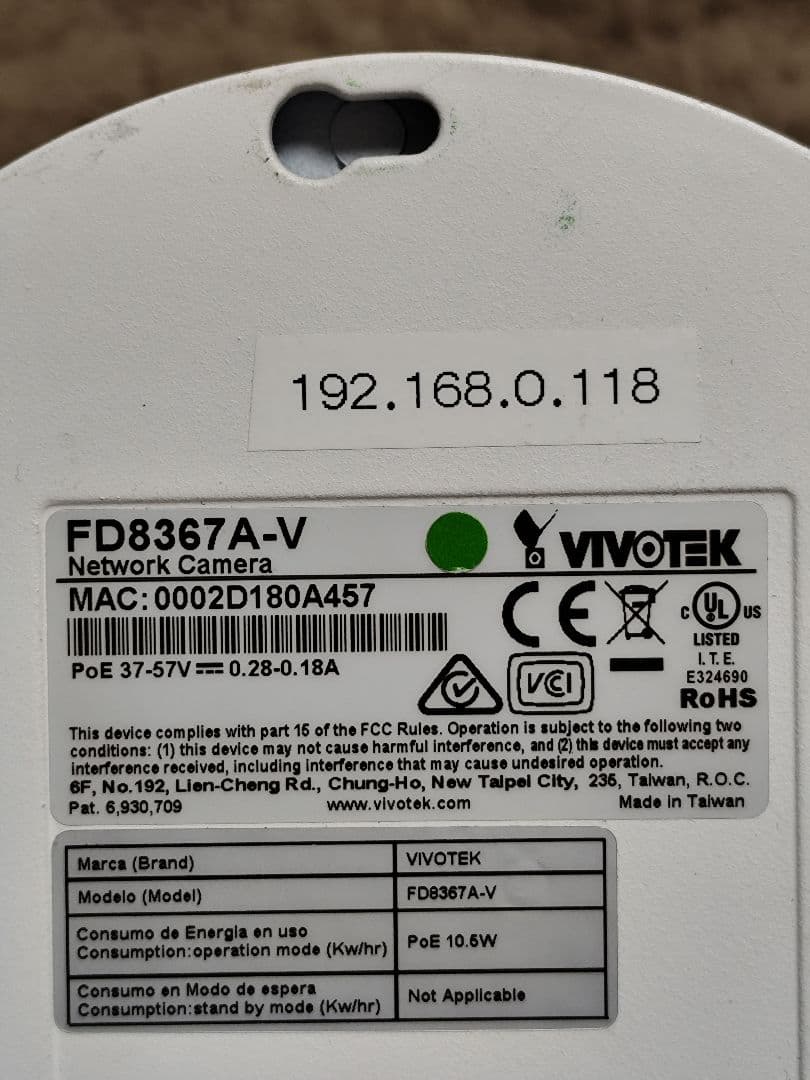 192.168.0.118
FD8367A-V
VIVOTEK
Network Camera
MAC:0002D180A457
CE
C UL US
LISTED
I.T.E.
E324690
RoHS
PoE 37-57V 0.28-0.18A
VCCI
This device complies with part 15 of the FCC Rules. Operation is subject to the following two
conditions: (1) this device may not cause harmful interference, and (2) this device must accept any
interference received, including interference that may cause undesired operation.
6F, No.192, Lien-Cheng Rd., Chung-Ho, New Taipei City, 235, Taiwan, R.O.C.
Pat. 6,930,709 www.vivotek.com Made in Taiwan
Marca (Brand) VIVOTEK
Modelo (Model) FD8367A-V
Consumo de Energia en uso
Consumption:operation mode (Kw/hr) PoE 10.5W
Consumo en Modo de espera
Consumption:stand by mode (Kw/hr) Not Applicable